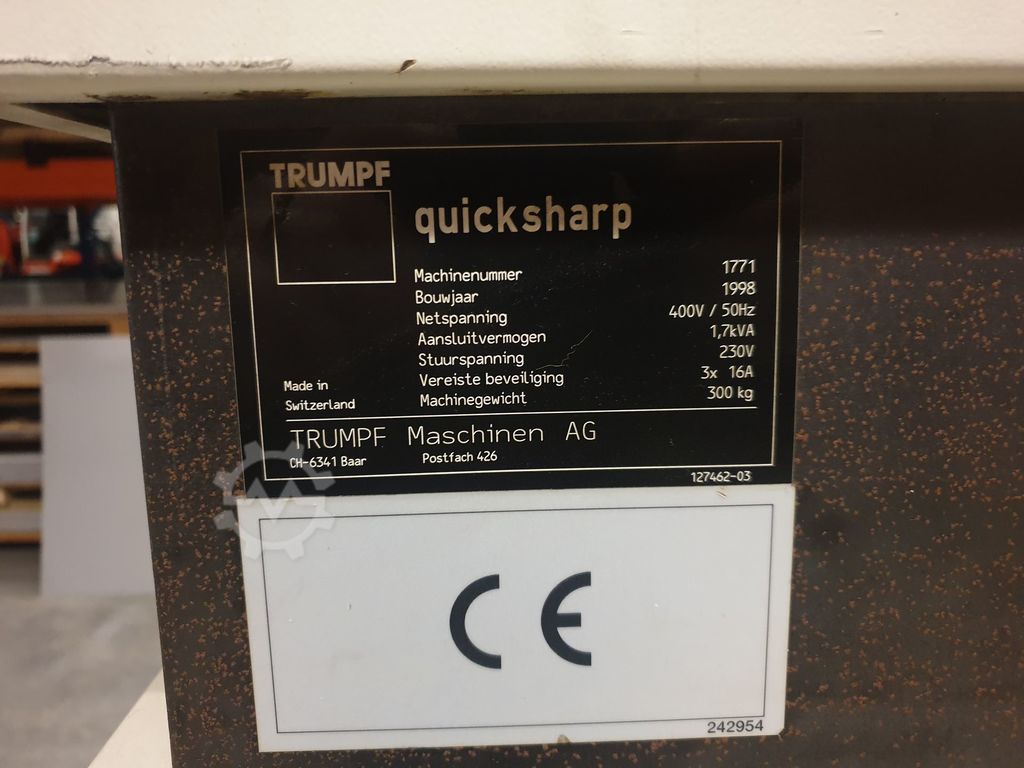 TRUMPF
quicksharp
Machinenummer 1771
Bouwjaar 1998
Netspanning 400V / 50Hz
Aansluitvermogen 1,7kVA
Stuurspanning 230V
Vereiste beveiliging 3x 16A
Machinegewicht 300 kg
Made in
Switzerland
TRUMPF Maschinen AG
CH-6341 Baar Postfach 426
127462-03
CE
242954